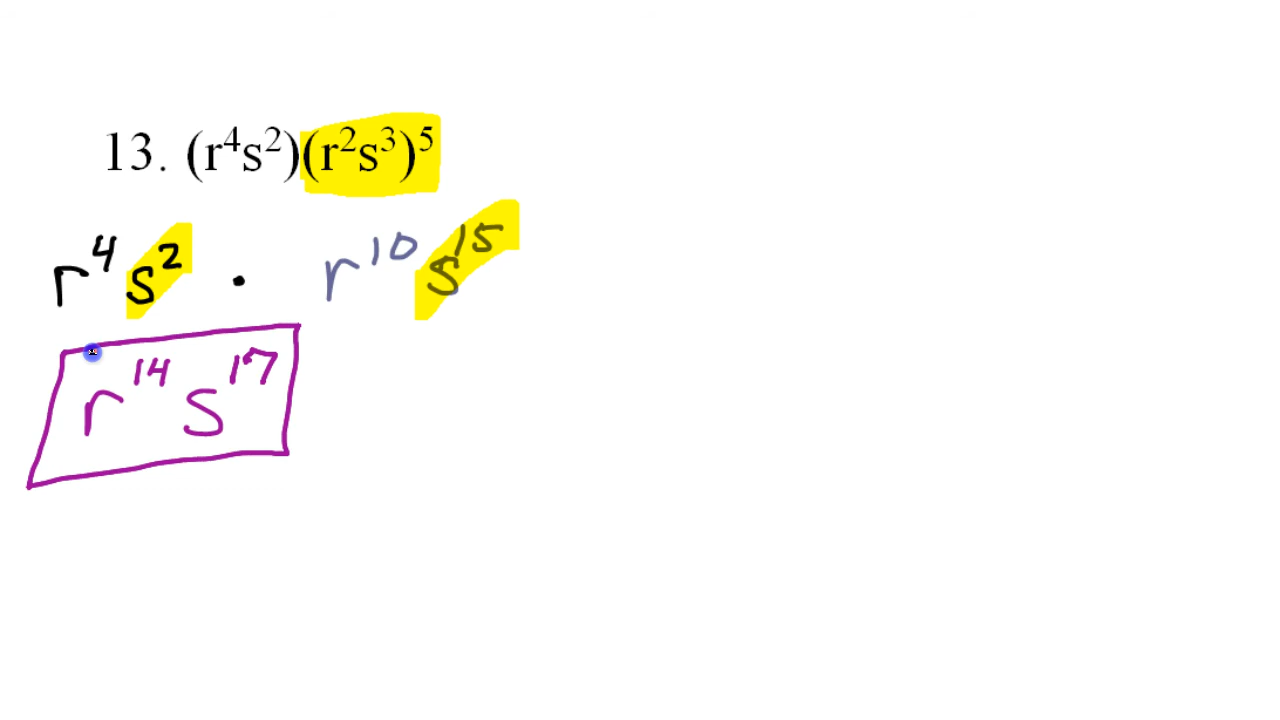 13. (r⁴s²)(r²s³)⁵
r⁴s² · r¹⁰s¹⁵
r¹⁴s¹⁷